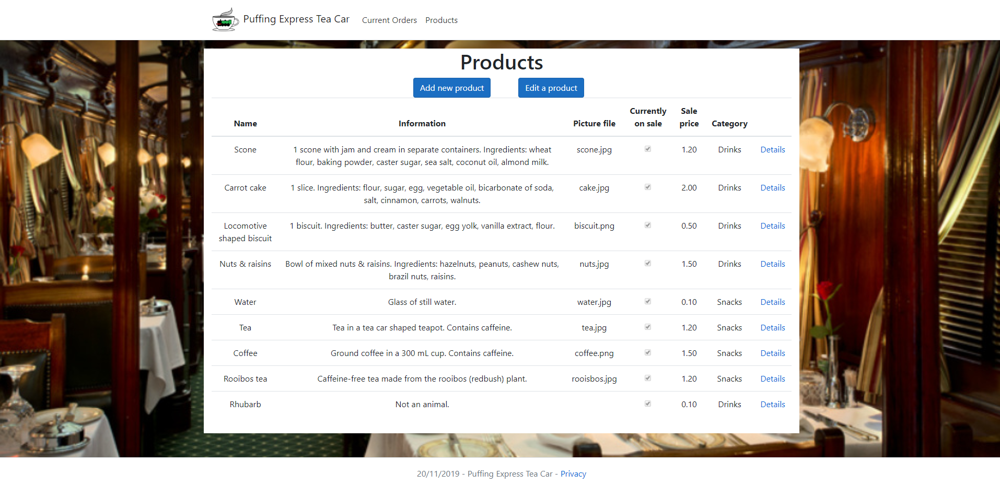 Puffing Express Tea Car Current Orders Products
Products
Add new product Edit a product
Name Information Picture file Currently on sale Sale price Category
Scone 1 scone with jam and cream in separate containers. Ingredients: wheat scone.jpg 1.20 Drinks Details
flour, baking powder, caster sugar, sea salt, coconut oil, almond milk.
Carrot cake 1 slice. Ingredients: flour, sugar, egg, vegetable oil, bicarbonate of soda, cake.jpg 2.00 Drinks Details
salt, cinnamon, carrots, walnuts.
Locomotive 1 biscuit. Ingredients: butter, caster sugar, egg yolk, vanilla extract, flour. biscuit.png 0.50 Drinks Details
shaped biscuit
Nuts & raisins Bowl of mixed nuts & raisins. Ingredients: hazelnuts, peanuts, cashew nuts, nuts.jpg 1.50 Drinks Details
brazil nuts, raisins.
Water Glass of still water. water.jpg 0.10 Snacks Details
Tea Tea in a tea car shaped teapot. Contains caffeine. tea.jpg 1.20 Snacks Details
Coffee Ground coffee in a 300 mL cup. Contains caffeine. coffee.png 1.50 Snacks Details
Rooibos tea Caffeine-free tea made from the rooibos (redbush) plant. rooisbos.jpg 1.20 Snacks Details
Rhubarb Not an animal. 0.10 Drinks Details
20/11/2019 - Puffing Express Tea Car - Privacy